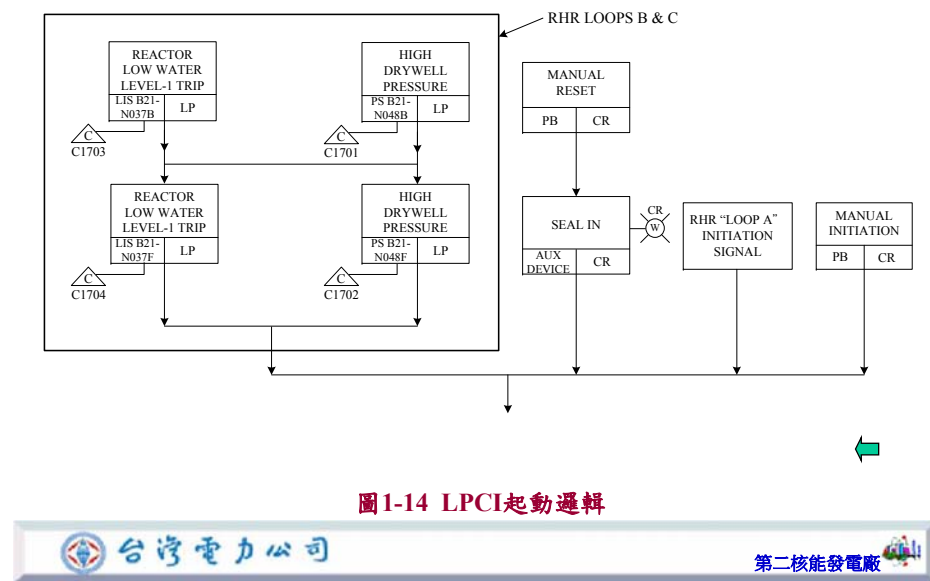 RHR LOOPS B & C
REACTOR
LOW WATER
LEVEL-1 TRIP
LIS B21-
N037B
LP
C
C1703
HIGH
DRYWELL
PRESSURE
PS B21-
N048B
LP
C
C1701
MANUAL
RESET
PB
CR
REACTOR
LOW WATER
LEVEL-1 TRIP
LIS B21-
N037F
LP
C
C1704
HIGH
DRYWELL
PRESSURE
PS B21-
N048F
LP
C
C1702
SEAL IN
AUX
DEVICE
CR
CR
W
RHR “LOOP A”
INITIATION
SIGNAL
MANUAL
INITIATION
PB
CR
圖1-14 LPCI起動邏輯
台灣電力公司
第二核能發電廠